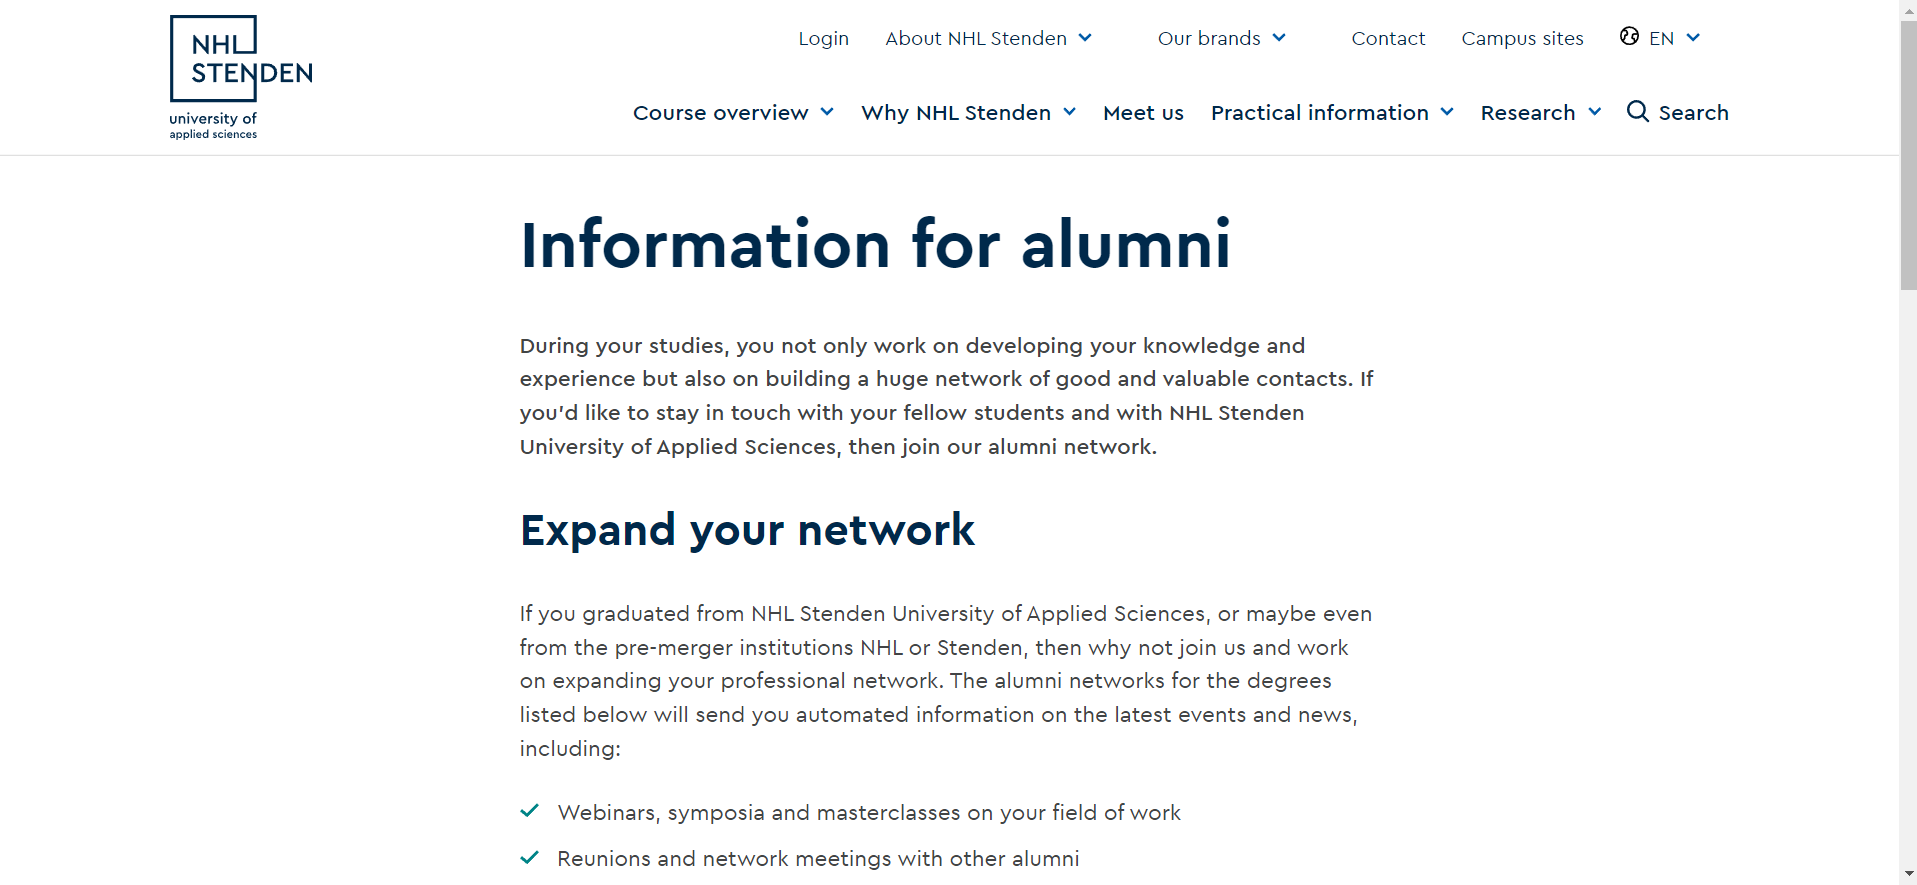 NHL
STENDEN
university of
applied sciences
Login About NHL Stenden Our brands Contact Campus sites EN
Course overview Why NHL Stenden Meet us Practical information Research Search
Information for alumni
During your studies, you not only work on developing your knowledge and
experience but also on building a huge network of good and valuable contacts. If
you'd like to stay in touch with your fellow students and with NHL Stenden
University of Applied Sciences, then join our alumni network.
Expand your network
If you graduated from NHL Stenden University of Applied Sciences, or maybe even
from the pre-merger institutions NHL or Stenden, then why not join us and work
on expanding your professional network. The alumni networks for the degrees
listed below will send you automated information on the latest events and news,
including:
Webinars, symposia and masterclasses on your field of work
Reunions and network meetings with other alumni